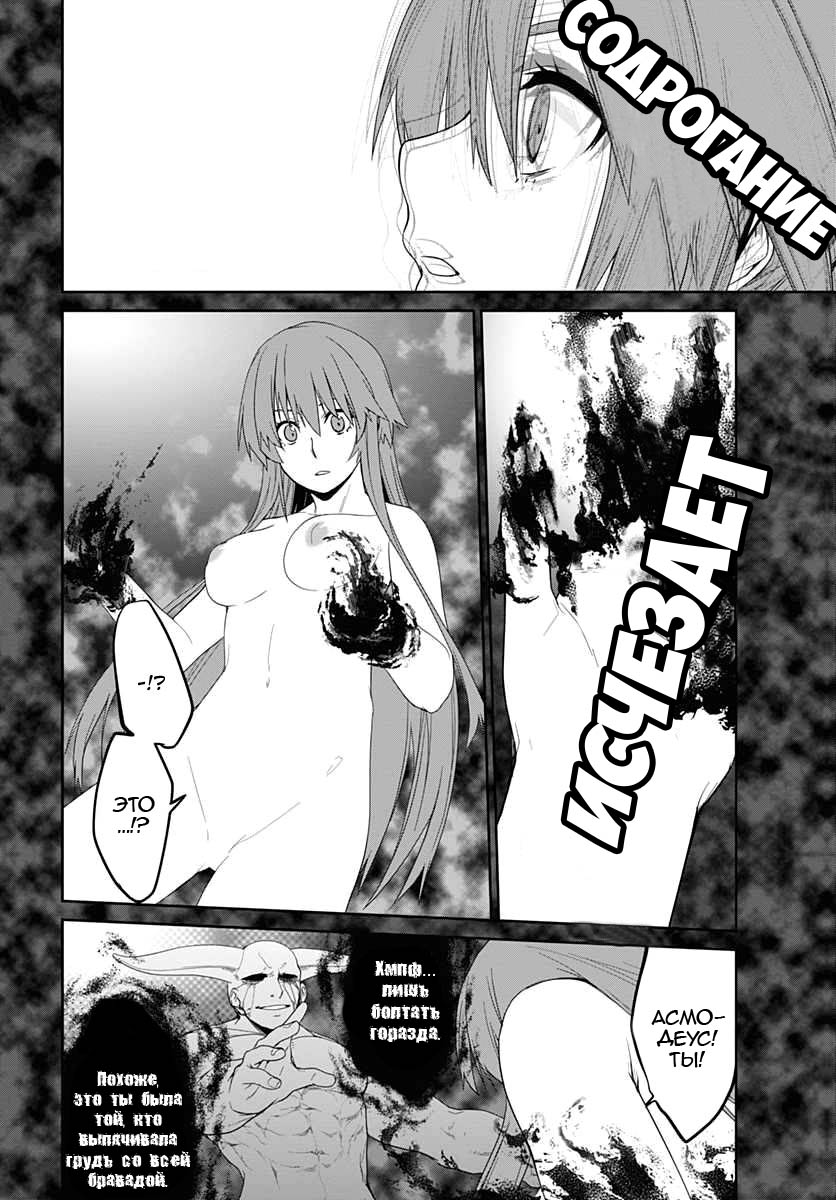 СОДРОГАНИЕ
ИСЧЕЗАЕТ
-!?
ЭТО
...!?
АСМО-
ДЕУС!
ТЫ!
Хмпф...
лишь
болтать
горазда.
Похоже,
это ты была
той, кто
выпячивала
грудь со всей
бравадой.